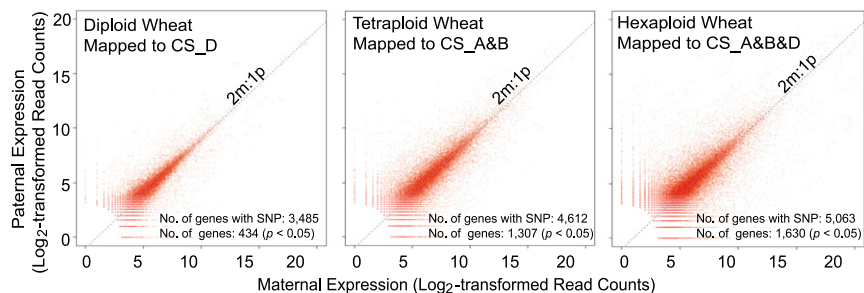 Paternal Expression
(Log2-transformed Read Counts)
20
15
10
5
0
Diploid Wheat
Mapped to CS_D
2m:1p
No. of genes with SNP: 3,485
No. of genes: 434 (p < 0.05)
0 5 10 15 20
Tetraploid Wheat
Mapped to CS_A&B
2m:1p
No. of genes with SNP: 4,612
No. of genes: 1,307 (p < 0.05)
0 5 10 15 20
Hexaploid Wheat
Mapped to CS_A&B&D
2m:1p
No. of genes with SNP: 5,063
No. of genes: 1,630 (p < 0.05)
0 5 10 15 20
Maternal Expression (Log2-transformed Read Counts)